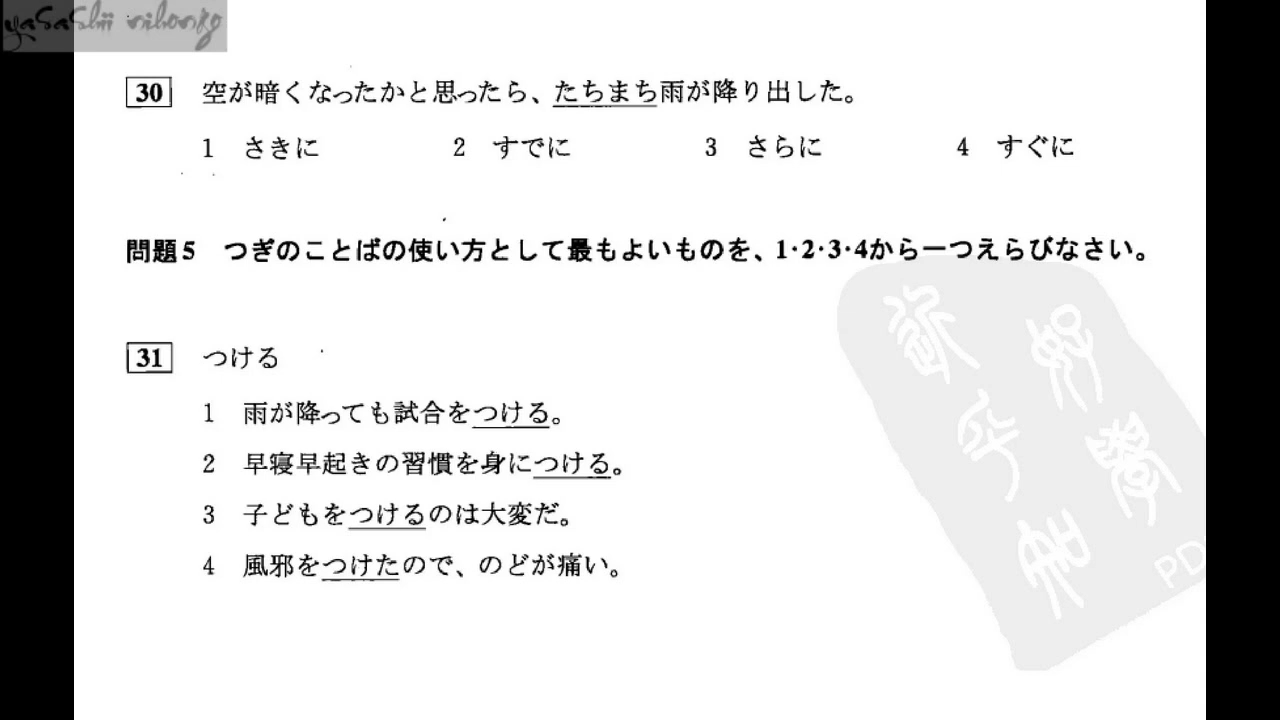 yasashii nihongo
30 空が暗くなったかと思ったら、たちまち雨が降り出した。
1 さきに 2 すでに 3 さらに 4 すぐに
問題5 つぎのことばの使い方として最もよいものを、1・2・3・4から一つえらびなさい。
31 つける
1 雨が降っても試合をつける。
2 早寝早起きの習慣を身につける。
3 子どもをつけるのは大変だ。
4 風邪をつけたので、のどが痛い。
PD